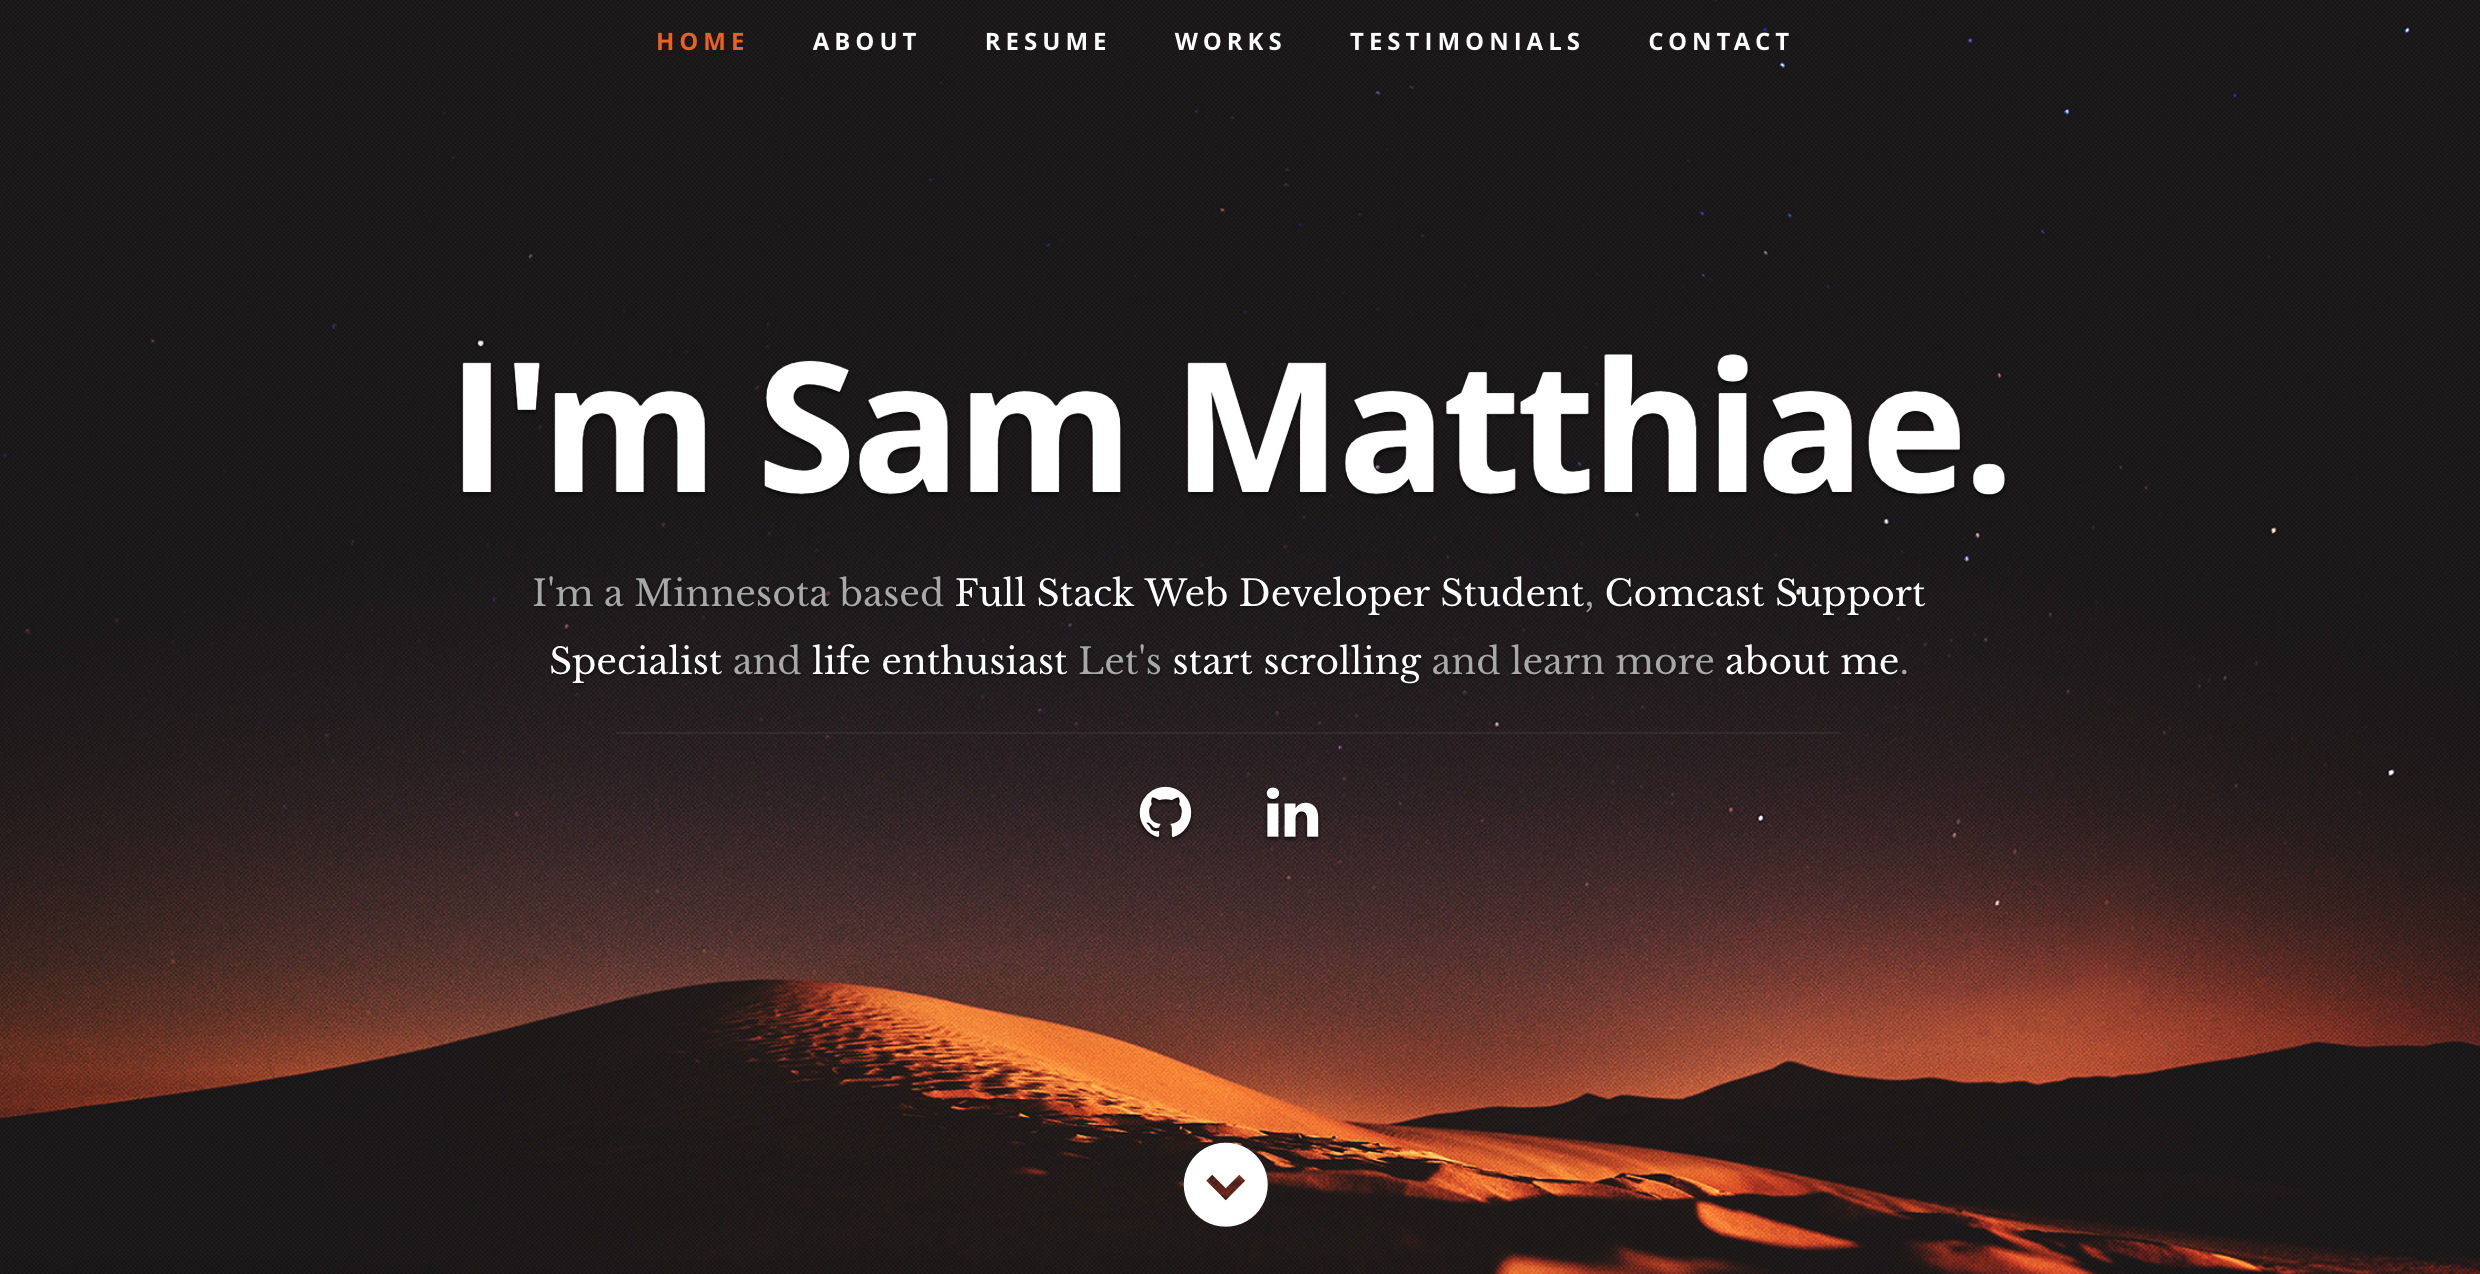 HOME ABOUT RESUME WORKS TESTIMONIALS CONTACT
I'm Sam Matthiae.
I'm a Minnesota based Full Stack Web Developer Student, Comcast Support
Specialist and life enthusiast Let's start scrolling and learn more about me.
in